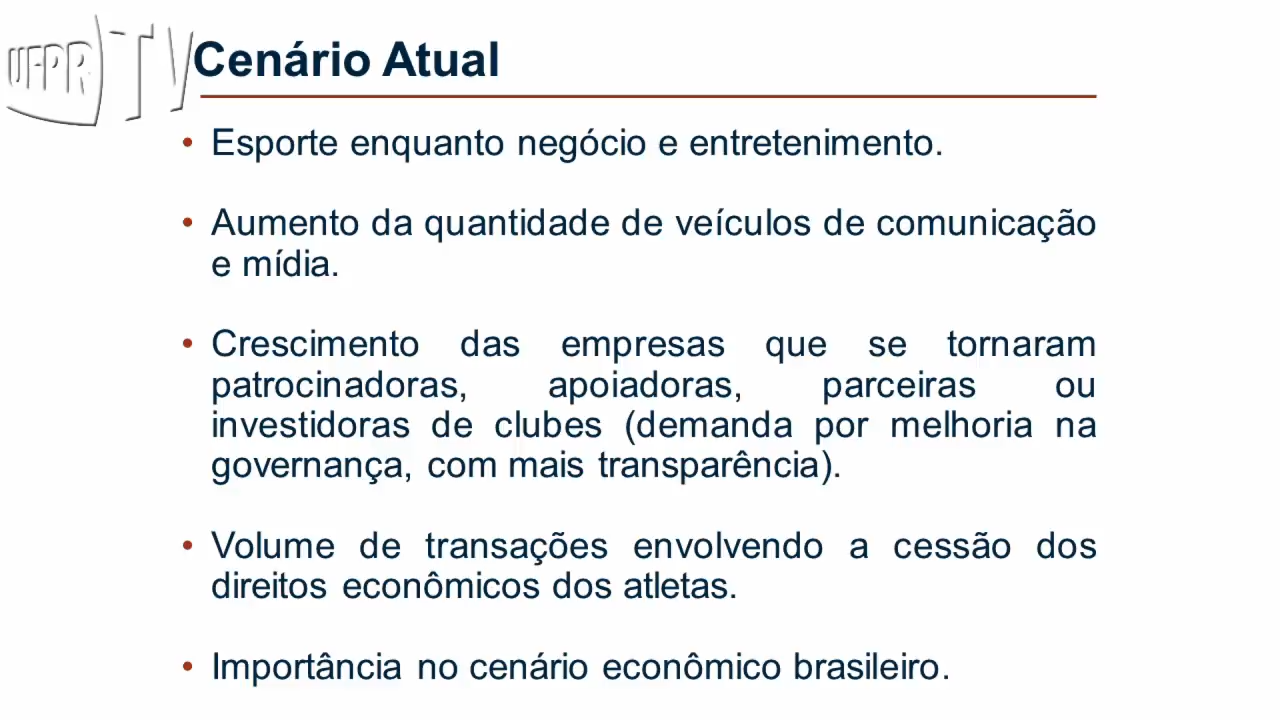 UFPR TV
Cenário Atual
• Esporte enquanto negócio e entretenimento.
• Aumento da quantidade de veículos de comunicação
e mídia.
• Crescimento das empresas que se tornaram
patrocinadoras, apoiadoras, parceiras ou
investidoras de clubes (demanda por melhoria na
governança, com mais transparência).
• Volume de transações envolvendo a cessão dos
direitos econômicos dos atletas.
• Importância no cenário econômico brasileiro.